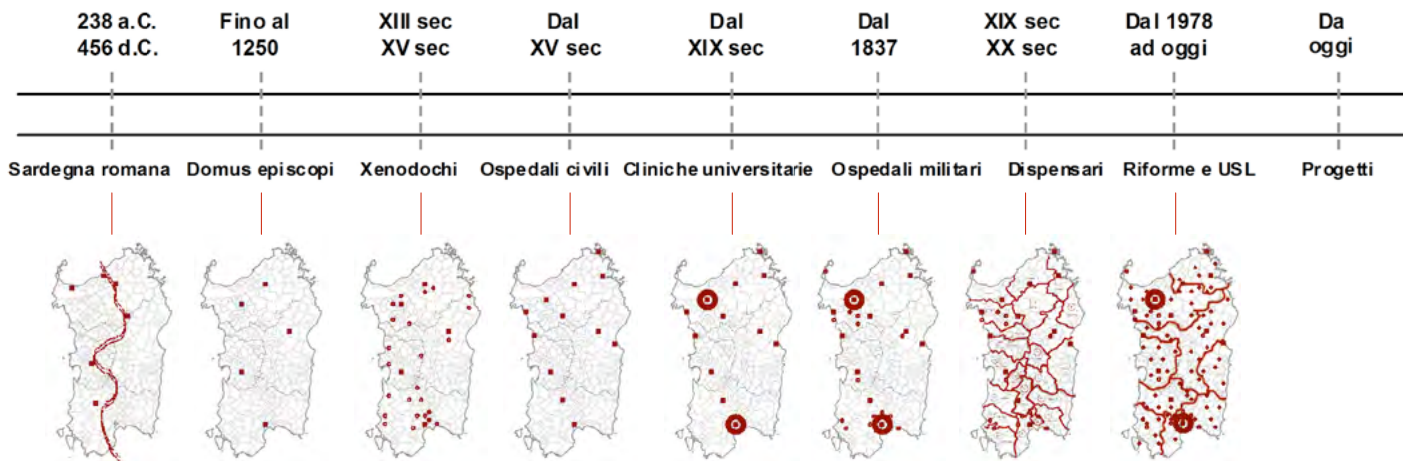 238 a.C. Fino al XIII sec Dal Dal Dal XIX sec Dal 1978 Da
456 d.C. 1250 XV sec XV sec XIX sec 1837 XX sec ad oggi oggi
Sardegna romana Domus episcopi Xenodochi Ospedali civili Cliniche universitarie Ospedali militari Dispensari Riforme e USL Progetti